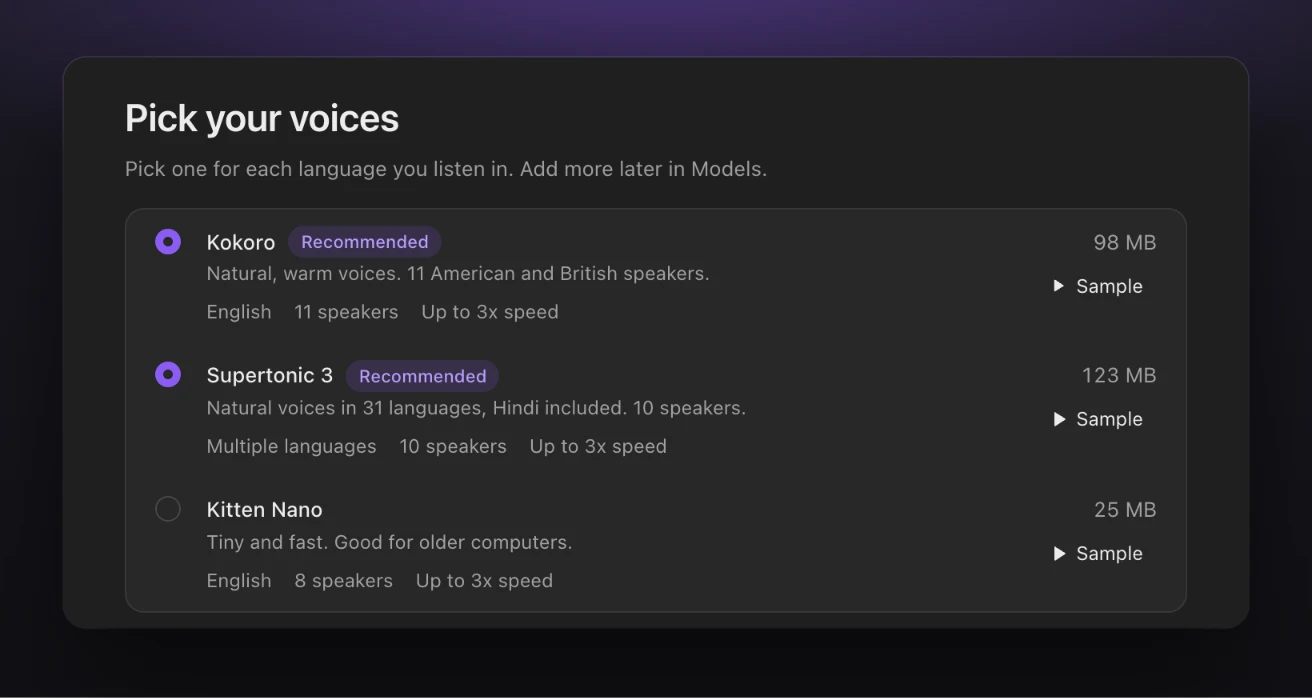 Pick your voices
Pick one for each language you listen in. Add more later in Models.
Kokoro Recommended 98 MB
Natural, warm voices. 11 American and British speakers.
Sample
English 11 speakers Up to 3x speed
Supertonic 3 Recommended 123 MB
Natural voices in 31 languages, Hindi included. 10 speakers.
Sample
Multiple languages 10 speakers Up to 3x speed
Kitten Nano 25 MB
Tiny and fast. Good for older computers.
Sample
English 8 speakers Up to 3x speed